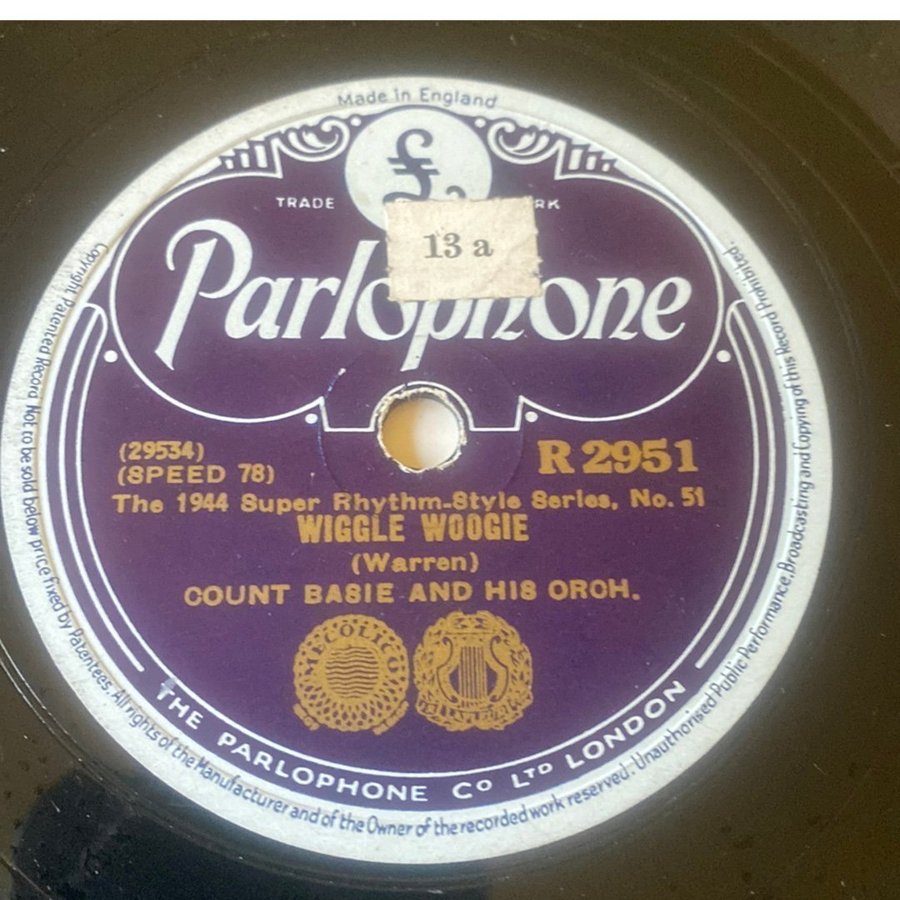 Made in England
£
TRADE
RK
13 a
Parlophone
(29534)
(SPEED 78)
R 2951
The 1944 Super Rhythm-Style Series, No. 51
WIGGLE WOOGIE
(Warren)
COUNT BASIE AND HIS ORCH.
MECOLICO
THE PARLOPHONE CO LTD LONDON
Copyright. Patented Record Not to be sold below price fixed by Patentees. All rights of the Manufacturer and of the Owner of the recorded work reserved. Unauthorised Public Performance, Broadcasting and Copying of this Record Prohibited.